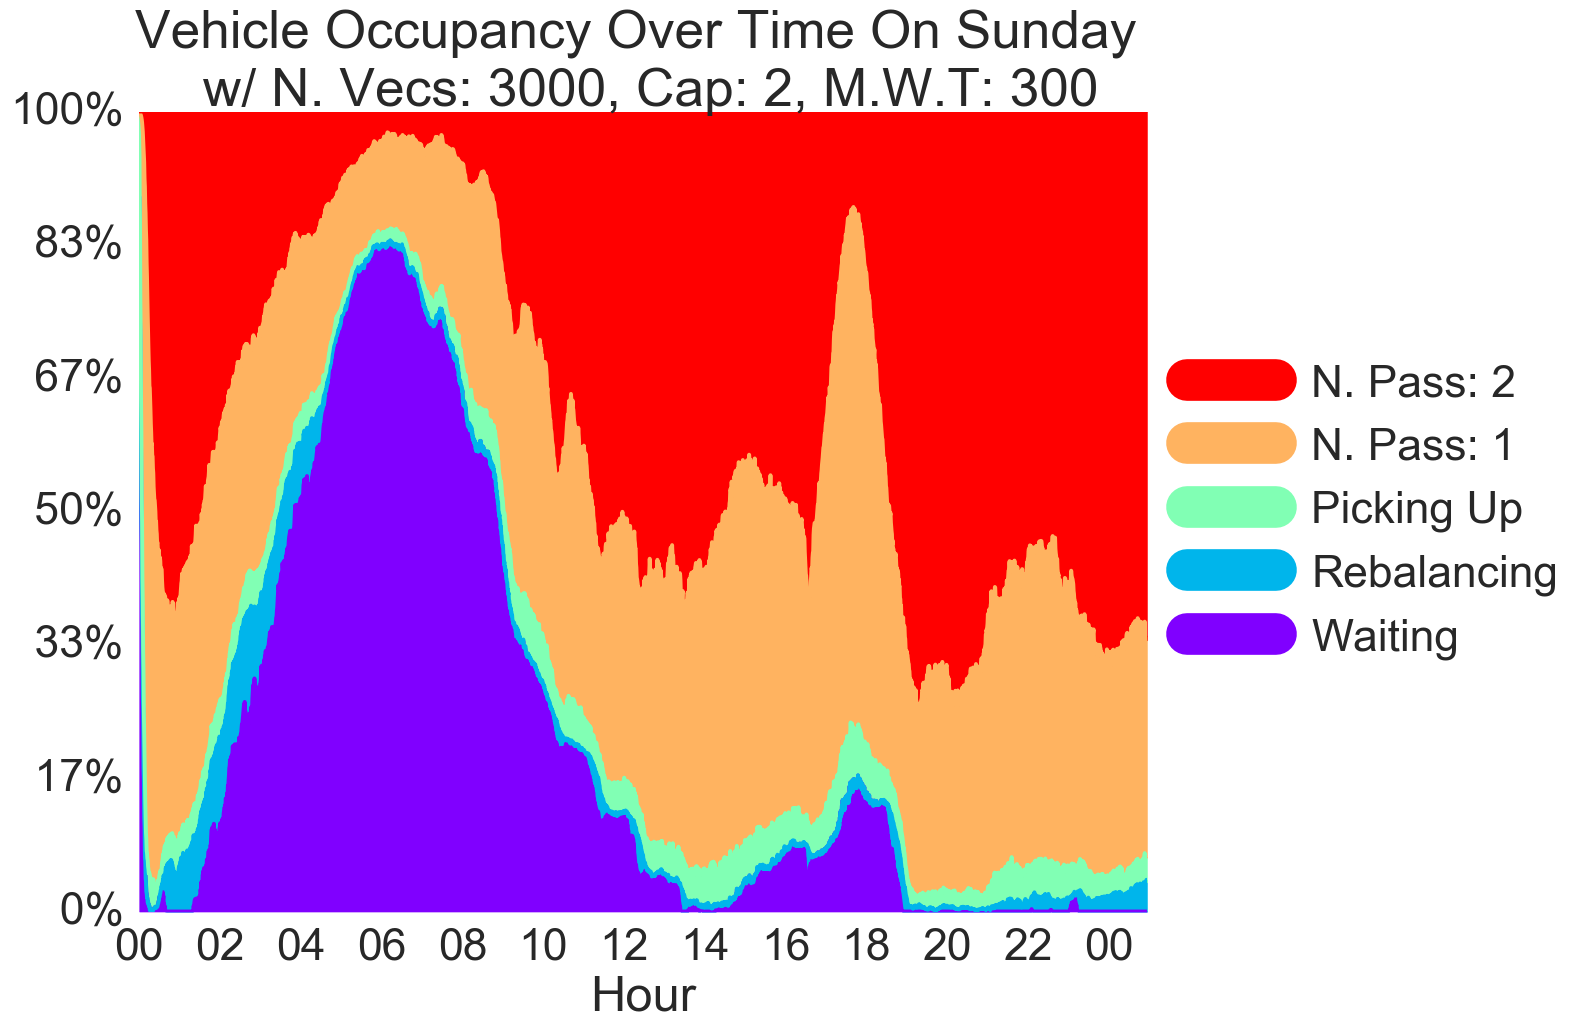 Vehicle Occupancy Over Time On Sunday
w/ N. Vecs: 3000, Cap: 2, M.W.T: 300
100%
83%
67%
50%
33%
17%
0%
00 02 04 06 08 10 12 14 16 18 20 22 00
Hour
N. Pass: 2
N. Pass: 1
Picking Up
Rebalancing
Waiting